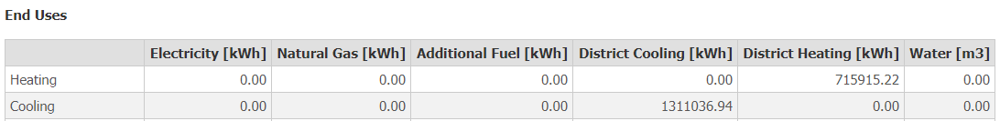 End Uses
Electricity [kWh] Natural Gas [kWh] Additional Fuel [kWh] District Cooling [kWh] District Heating [kWh] Water [m3]
Heating 0.00 0.00 0.00 0.00 715915.22 0.00
Cooling 0.00 0.00 0.00 1311036.94 0.00 0.00